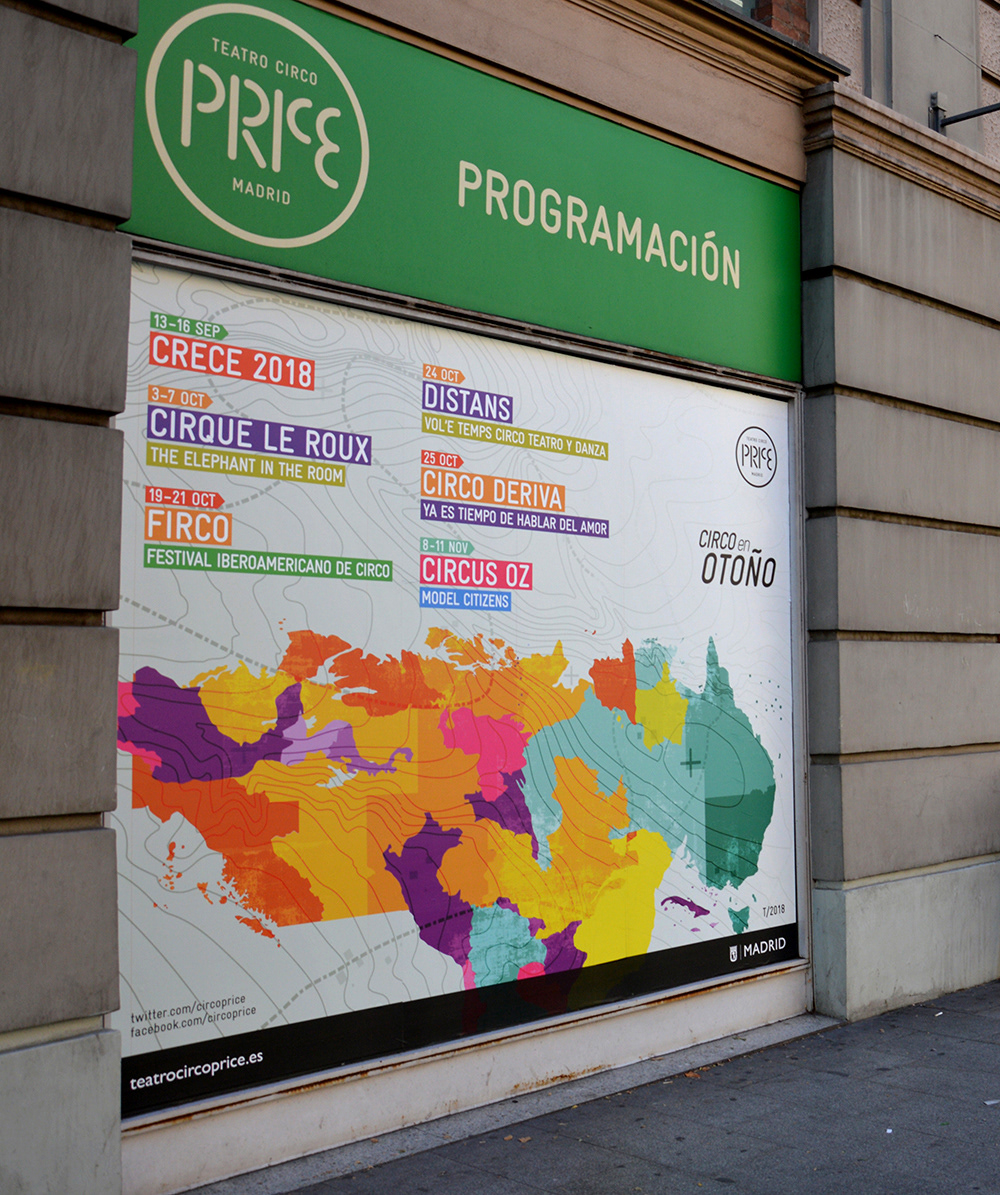 TEATRO CIRCO
PRICE
MADRID
PROGRAMACIÓN
13-16 SEP
CRECE 2018
3-7 OCT
CIRQUE LE ROUX
THE ELEPHANT IN THE ROOM
19-21 OCT
FIRCO
FESTIVAL IBEROAMERICANO DE CIRCO
24 OCT
DISTANS
VOL'E TEMPS CIRCO TEATRO Y DANZA
25 OCT
CIRCO DERIVA
YA ES TIEMPO DE HABLAR DEL AMOR
8-11 NOV
CIRCUS OZ
MODEL CITIZENS
TEATRO CIRCO
PRICE
MADRID
CIRCO en
OTOÑO
T/2018
MADRID
twitter.com/circoprice
facebook.com/circoprice
teatrocircoprice.es